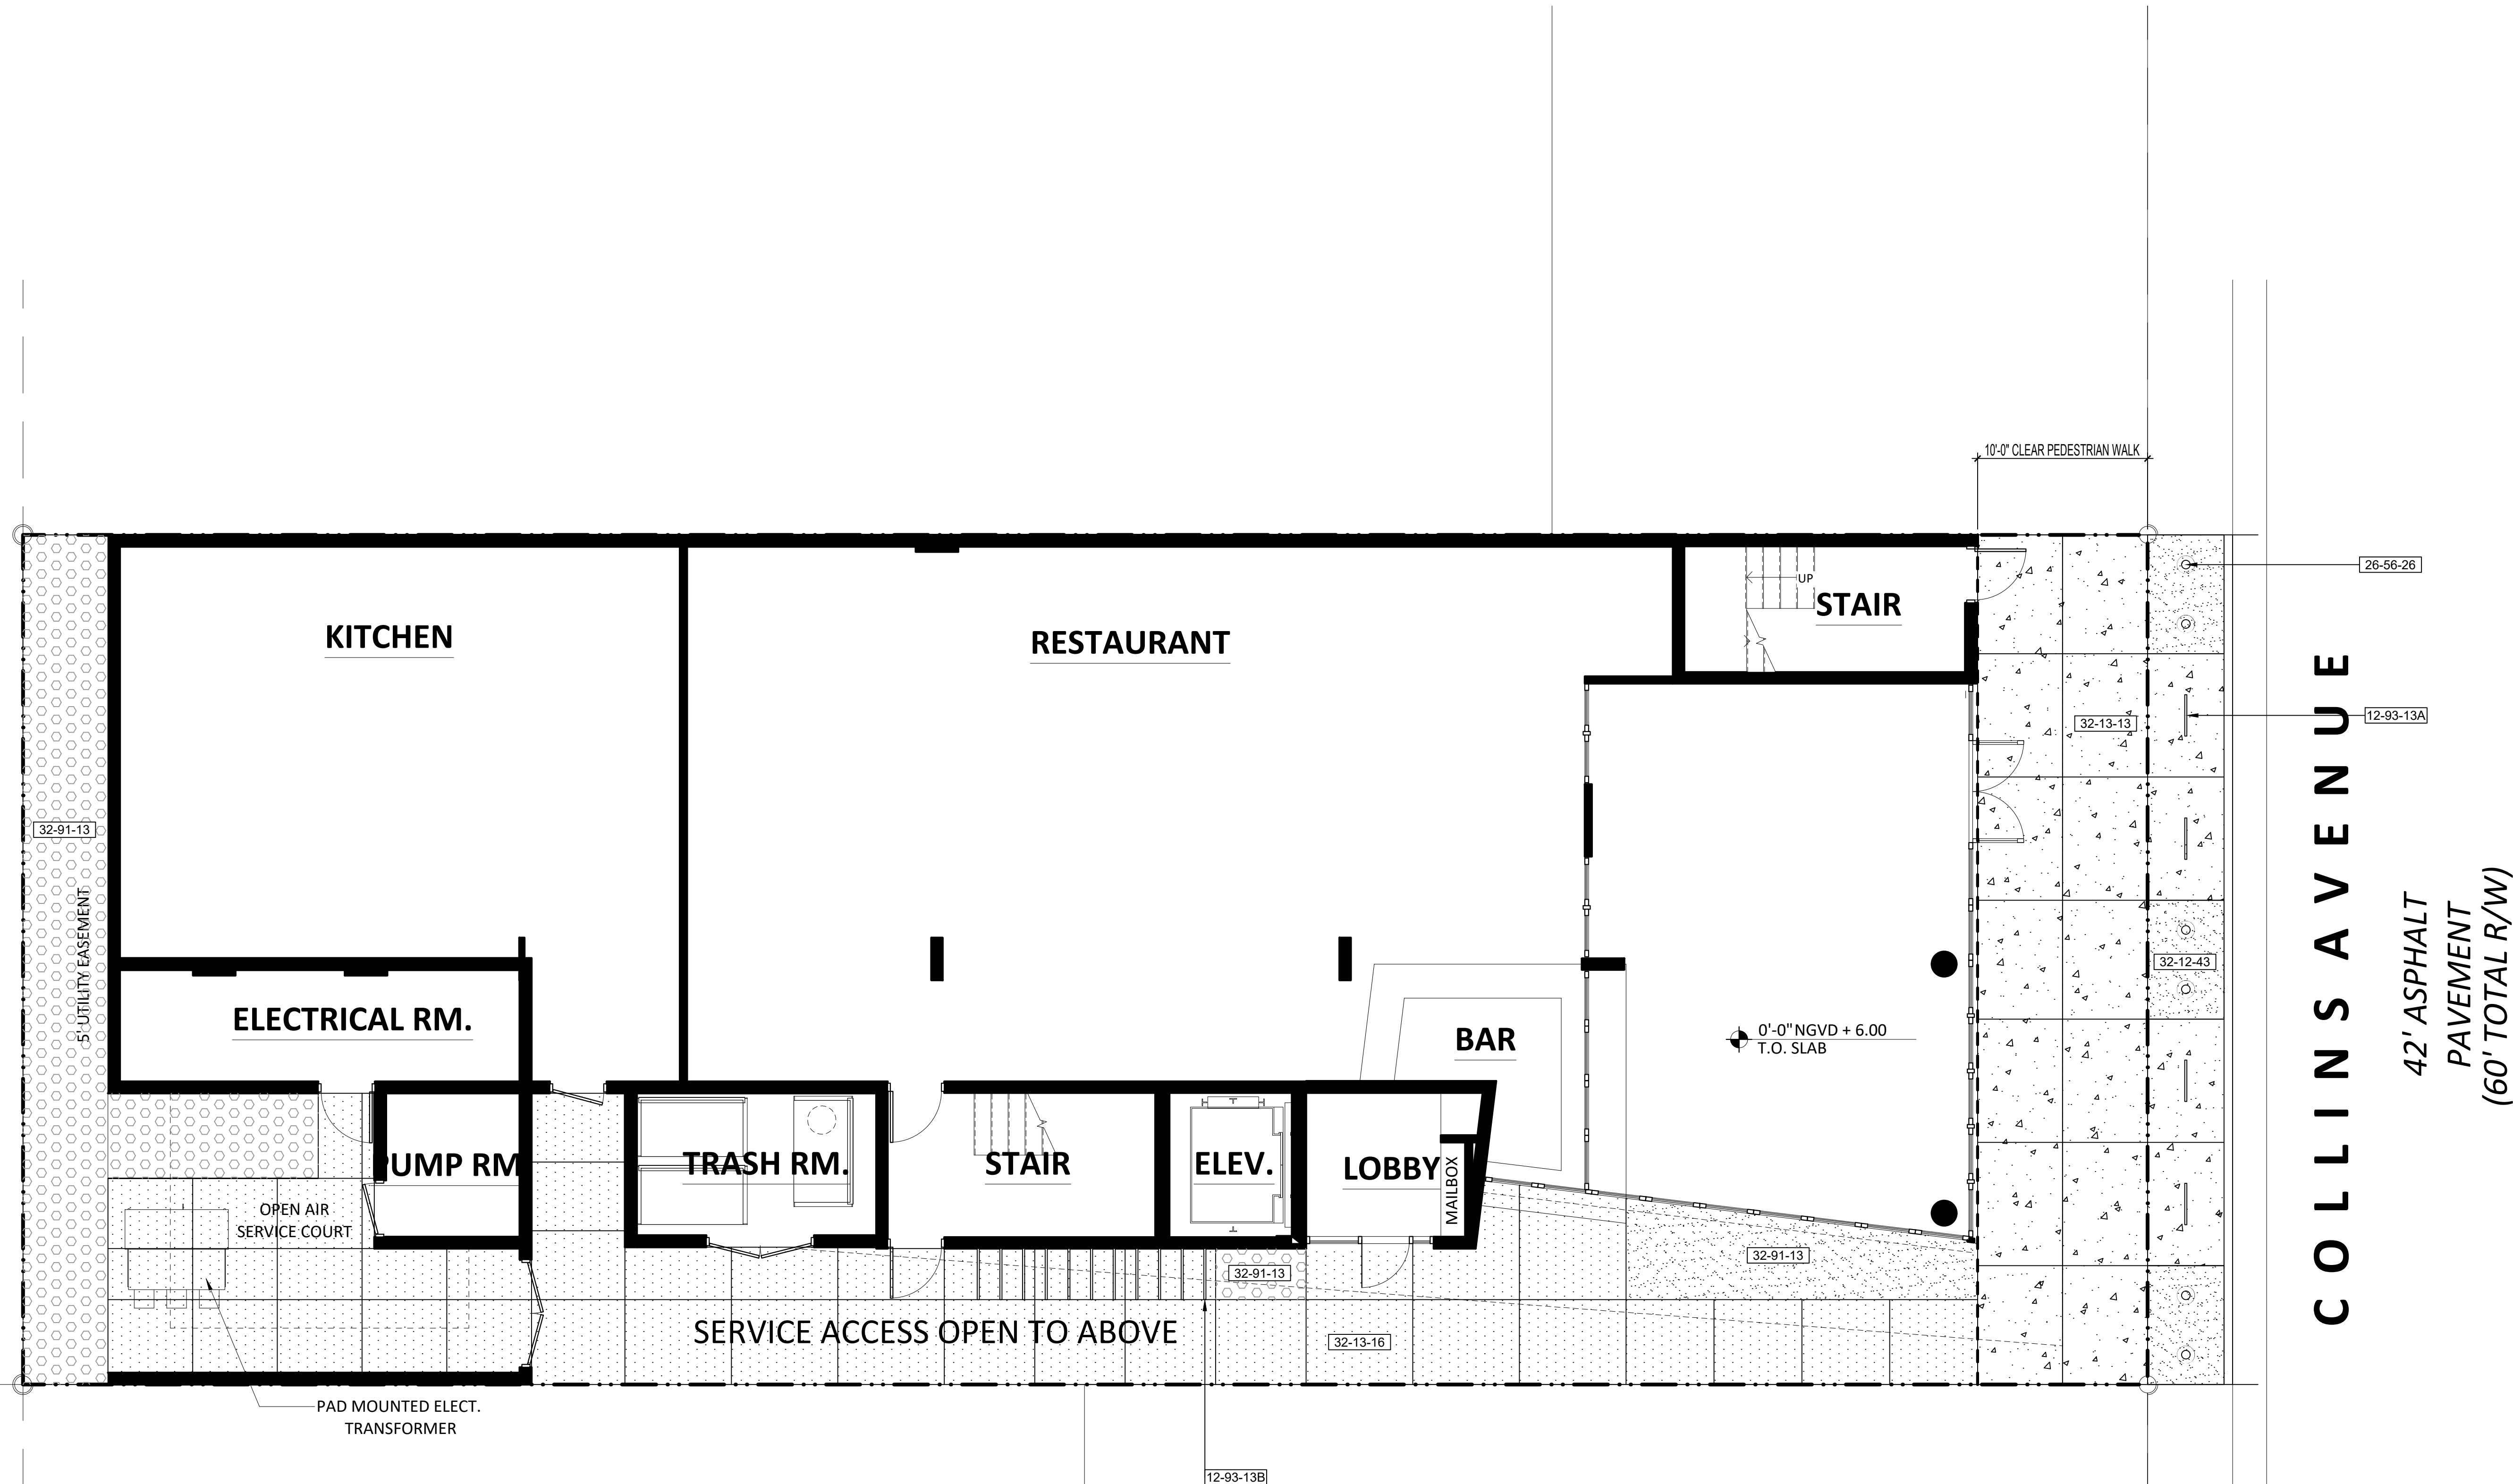 10'-0" CLEAR PEDESTRIAN WALK
26-56-26
UP
STAIR
KITCHEN
RESTAURANT
12-93-13A
32-13-13
32-91-13
5' UTILITY EASEMENT
COLLINS AVENUE
42' ASPHALT
PAVEMENT
(60' TOTAL R/W)
32-12-43
ELECTRICAL RM.
BAR
0'-0" NGVD + 6.00
T.O. SLAB
PUMP RM
TRASH RM.
STAIR
ELEV.
LOBBY
MAILBOX
OPEN AIR
SERVICE COURT
32-91-13
32-91-13
SERVICE ACCESS OPEN TO ABOVE
32-13-16
PAD MOUNTED ELECT.
TRANSFORMER
12-93-13B